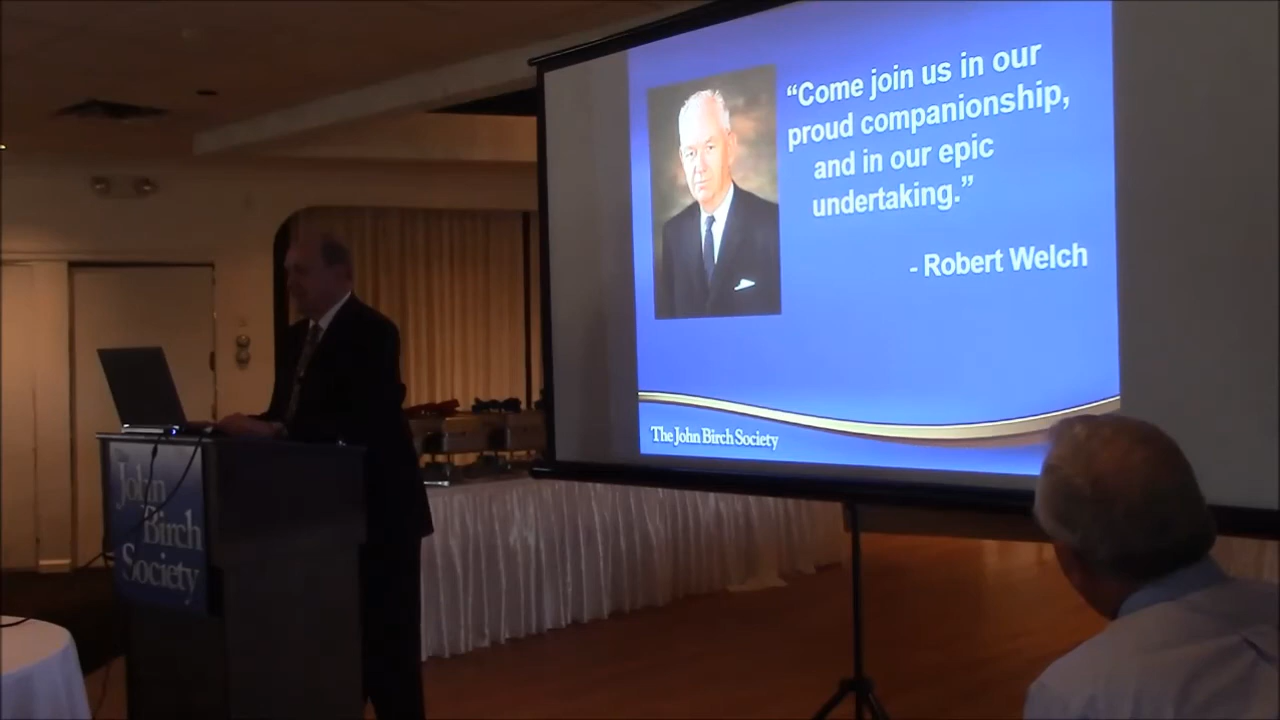 “Come join us in our
proud companionship,
and in our epic
undertaking.”
- Robert Welch
The John Birch Society
The
John
Birch
Society